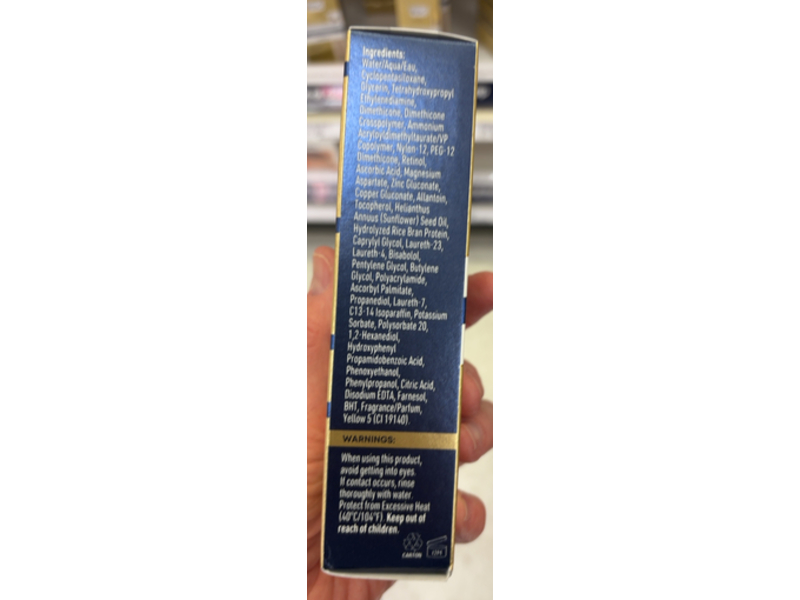 Ingredients:
Water/Aqua/Eau,
Cyclopentasiloxane,
Glycerin, Tetrahydroxypropyl
Ethylenediamine,
Dimethicone, Dimethicone
Crosspolymer, Ammonium
Acryloyldimethyltaurate/VP
Copolymer, Nylon-12, PEG-12
Dimethicone, Retinol,
Ascorbic Acid, Magnesium
Aspartate, Zinc Gluconate,
Copper Gluconate, Allantoin,
Tocopherol, Helianthus
Annuus (Sunflower) Seed Oil,
Hydrolyzed Rice Bran Protein,
Caprylyl Glycol, Laureth-23,
Laureth-4, Bisabolol,
Pentylene Glycol, Butylene
Glycol, Polyacrylamide,
Ascorbyl Palmitate,
Propanediol, Laureth-7,
C13-14 Isoparaffin, Potassium
Sorbate, Polysorbate 20,
1,2-Hexanediol,
Hydroxyphenyl
Propamidobenzoic Acid,
Phenoxyethanol,
Phenylpropanol, Citric Acid,
Disodium EDTA, Farnesol,
BHT, Fragrance/Parfum,
Yellow 5 (CI 19140).
WARNINGS:
When using this product,
avoid getting into eyes.
If contact occurs, rinse
thoroughly with water.
Protect from Excessive Heat
(40°C/104°F). Keep out of
reach of children.
CARTON